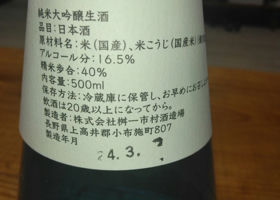 純米大吟醸生酒
品目:日本酒
原材料名:米(国産)、米こうじ(国産米)
アルコール分:16.5%
精米歩合:40%
内容量:500ml
保存方法:冷蔵庫に保管し、お早めにお
飲酒は20歳以上になってから。
製造者:株式会社桝一市村酒造場
長野県上高井郡小布施町807
製造年月
24.3.